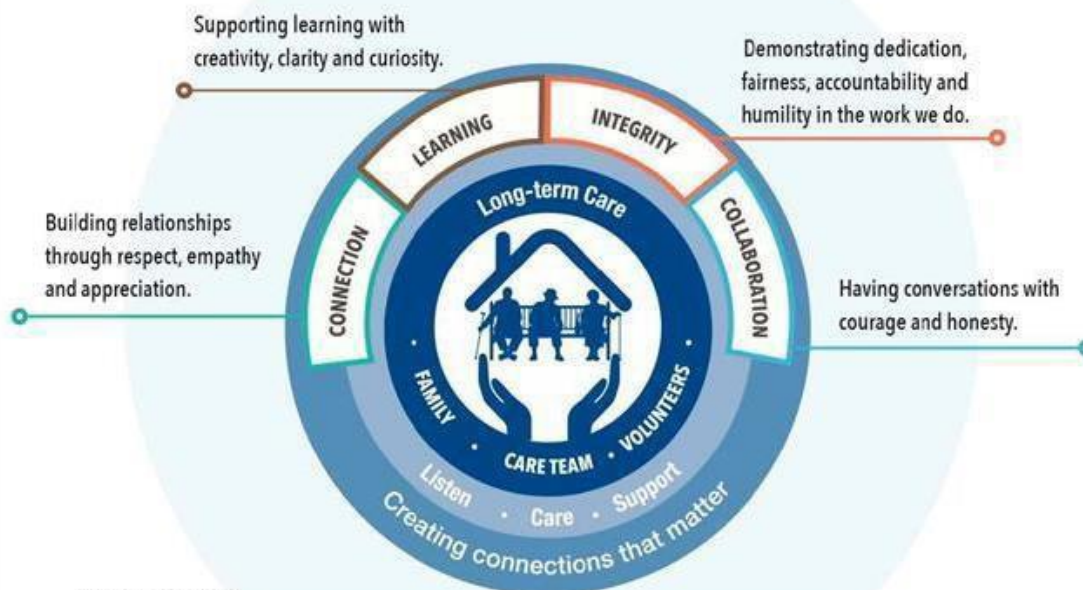 Supporting learning with
creativity, clarity and curiosity.
Demonstrating dedication,
fairness, accountability and
humility in the work we do.
LEARNING
INTEGRITY
Building relationships
through respect, empathy
and appreciation.
CONNECTION
COLLABORATION
Having conversations with
courage and honesty.
Long-term Care
• FAMILY • CARE TEAM • VOLUNTEERS •
Listen • Care • Support
Creating connections that matter